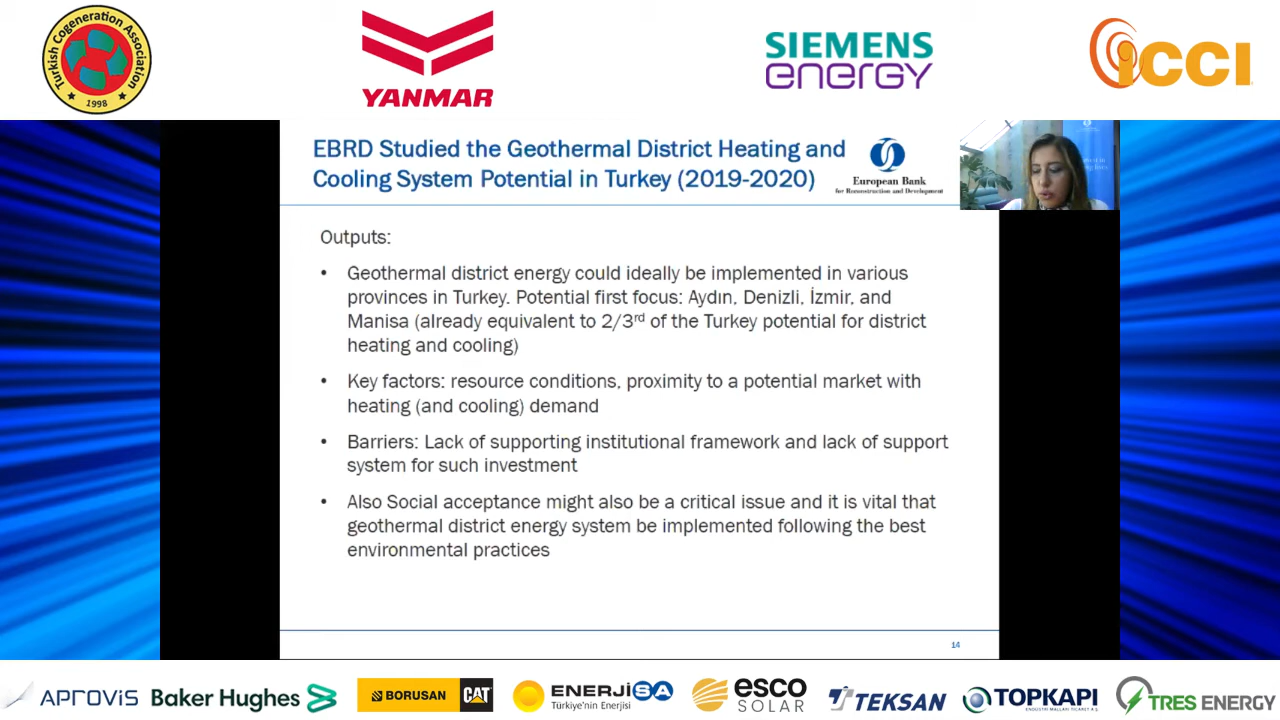 Turkish Cogeneration Association
1998
YANMAR
SIEMENS
energy
iCCI
EBRD Studied the Geothermal District Heating and
Cooling System Potential in Turkey (2019-2020)
European Bank
for Reconstruction and Development
Outputs:
• Geothermal district energy could ideally be implemented in various
provinces in Turkey. Potential first focus: Aydın, Denizli, İzmir, and
Manisa (already equivalent to 2/3rd of the Turkey potential for district
heating and cooling)
• Key factors: resource conditions, proximity to a potential market with
heating (and cooling) demand
• Barriers: Lack of supporting institutional framework and lack of support
system for such investment
• Also Social acceptance might also be a critical issue and it is vital that
geothermal district energy system be implemented following the best
environmental practices
14
APROVIS
Baker Hughes
BORUSAN
CAT
ENERJİSA
Türkiye'nin Enerjisi
esco
SOLAR
TEKSAN
TOPKAPI
ENDÜSTRİ MALLARI TİCARET A.Ş.
TRES ENERGY